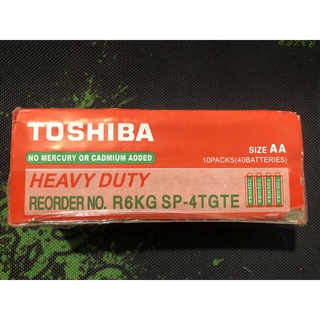 TOSHIBA
SIZE AA
NO MERCURY OR CADMIUM ADDED
10PACKS(40BATTERIES)
HEAVY DUTY
REORDER NO. R6KG SP-4TGTE